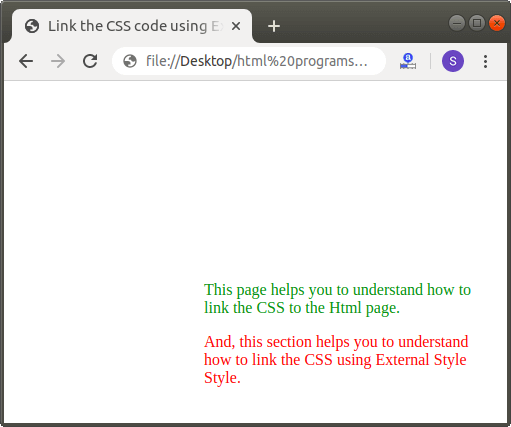 Link the CSS code using E
file://Desktop/html%20programs…
a
S
This page helps you to understand how to
link the CSS to the Html page.
And, this section helps you to understand
how to link the CSS using External Style
Style.